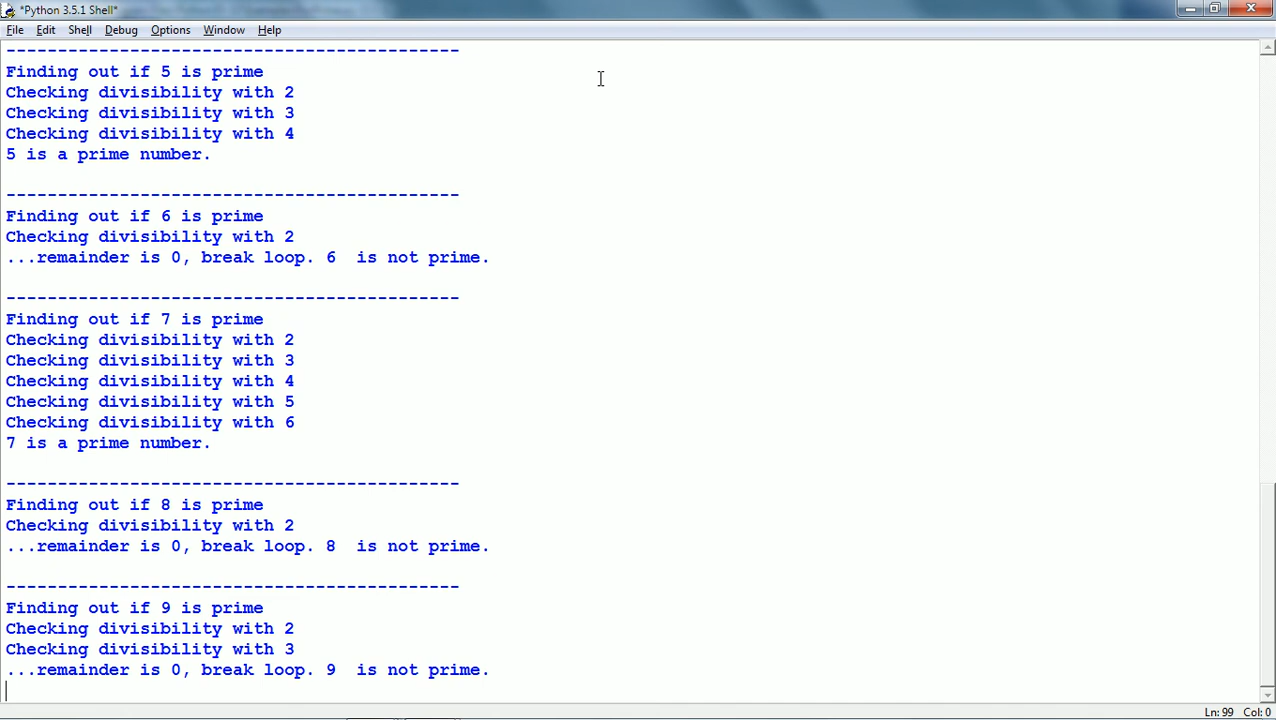 *Python 3.5.1 Shell*
File Edit Shell Debug Options Window Help
--------------------------------------------
Finding out if 5 is prime
Checking divisibility with 2
Checking divisibility with 3
Checking divisibility with 4
5 is a prime number.
--------------------------------------------
Finding out if 6 is prime
Checking divisibility with 2
...remainder is 0, break loop. 6  is not prime.
--------------------------------------------
Finding out if 7 is prime
Checking divisibility with 2
Checking divisibility with 3
Checking divisibility with 4
Checking divisibility with 5
Checking divisibility with 6
7 is a prime number.
--------------------------------------------
Finding out if 8 is prime
Checking divisibility with 2
...remainder is 0, break loop. 8  is not prime.
--------------------------------------------
Finding out if 9 is prime
Checking divisibility with 2
Checking divisibility with 3
...remainder is 0, break loop. 9  is not prime.
Ln: 99 Col: 0